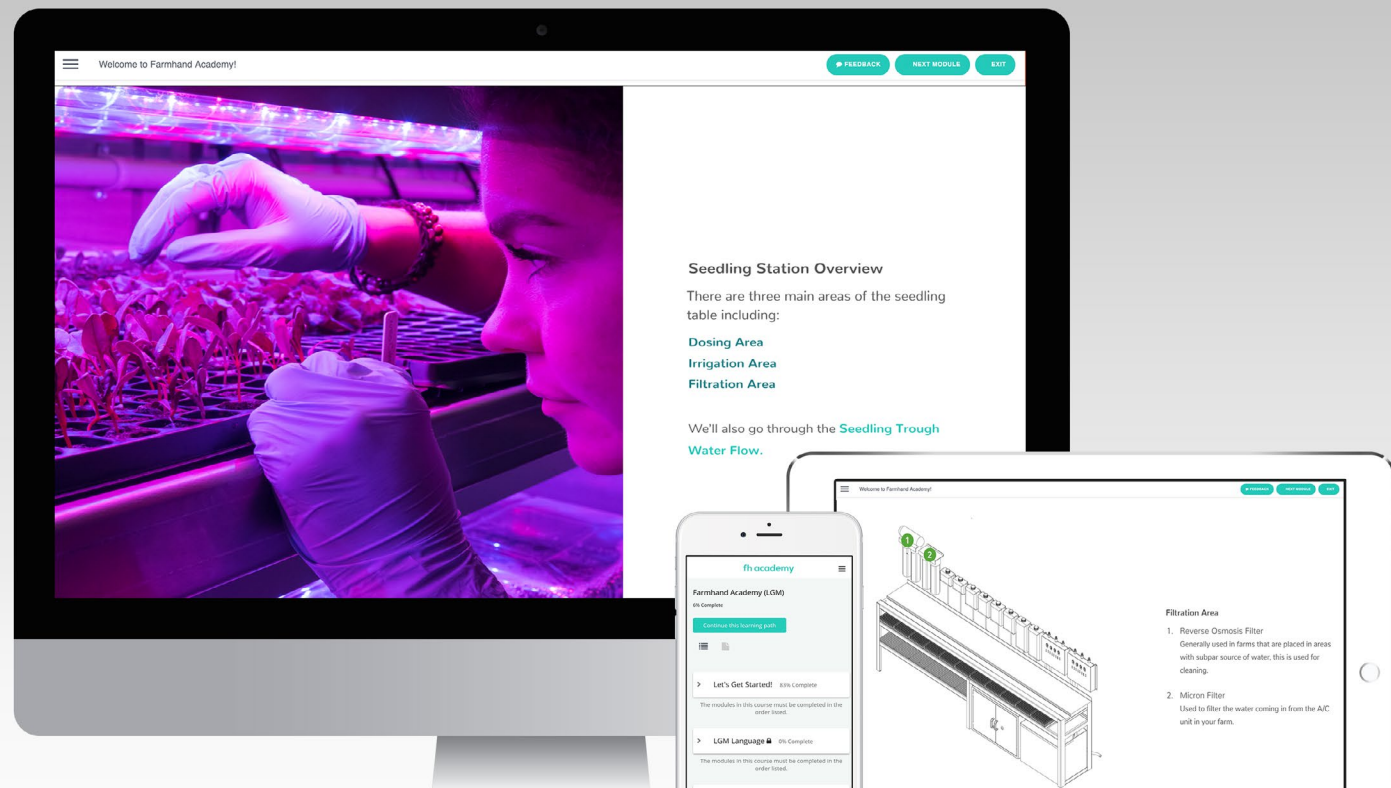 Welcome to Farmhand Academy!
FEEDBACK
NEXT MODULE
EXIT
Seedling Station Overview
There are three main areas of the seedling
table including:
Dosing Area
Irrigation Area
Filtration Area
We'll also go through the Seedling Trough
Water Flow.
Welcome to Farmhand Academy!
FEEDBACK
NEXT MODULE
EXIT
1
2
Filtration Area
1. Reverse Osmosis Filter
Generally used in farms that are placed in areas
with subpar source of water, this is used for
cleaning.
2. Micron Filter
Used to filter the water coming in from the A/C
unit in your farm.
fh academy
Farmhand Academy (LGM)
6% Complete
Continue this learning path
Let's Get Started! 83% Complete
The modules in this course must be completed in the
order listed.
LGM Language 0% Complete
The modules in this course must be completed in the
order listed.